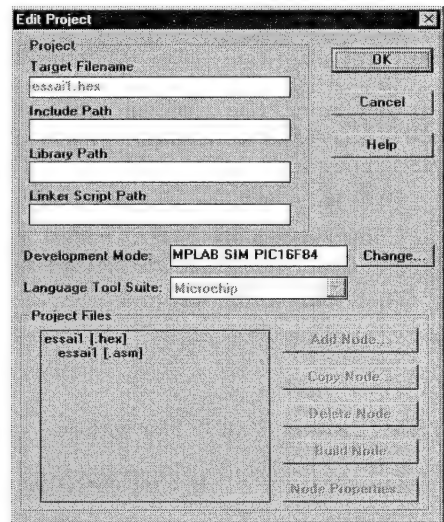 Edit Project
Project
Target Filename
essai1.hex
Include Path
Library Path
Linker Script Path
OK
Cancel
Help
Development Mode: MPLAB SIM PIC16F84 Change...
Language Tool Suite: Microchip
Project Files
essai1 [.hex]
essai1 [.asm]
Add Node...
Copy Node...
Delete Node
Build Node
Node Properties...